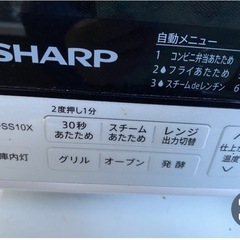 SHARP
自動メニュー
1 コンビニ弁当あたため
2 フライあたため
3 スチームdeレンチン 6
SS10X
2度押し1分
30秒 あたため
スチーム あたため
レンジ 出力切替
庫内灯
グリル
オーブン
発酵
仕上が
温度